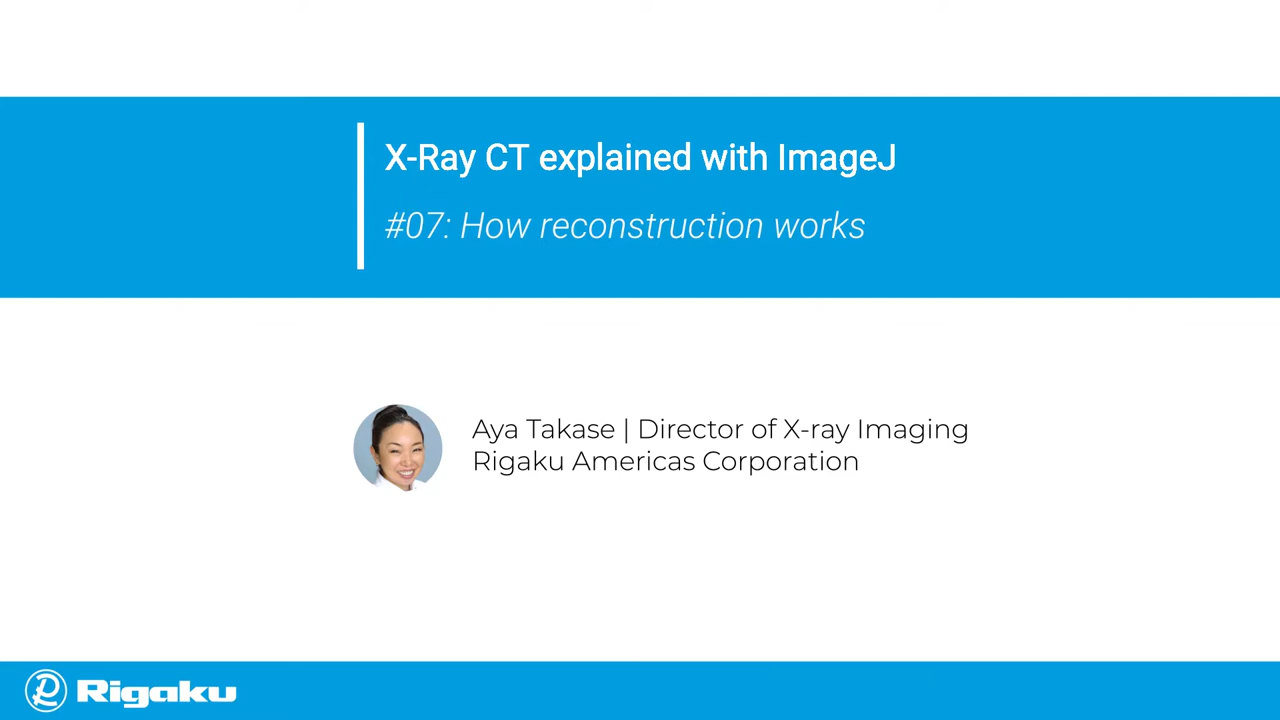 X-Ray CT explained with ImageJ
#07: How reconstruction works
Aya Takase | Director of X-ray Imaging
Rigaku Americas Corporation
Rigaku